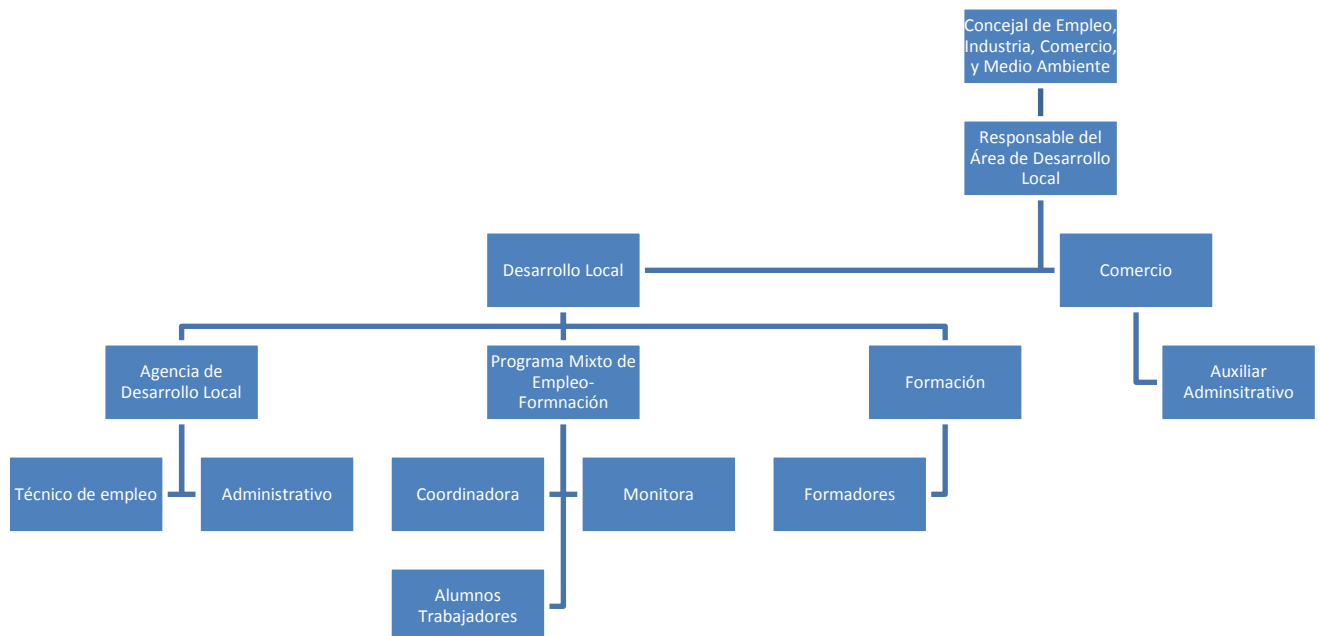 Concejal de Empleo,
Industria, Comercio,
y Medio Ambiente
Responsable del
Área de Desarrollo
Local
Desarrollo Local
Comercio
Agencia de
Desarrollo Local
Programa Mixto de
Empleo-
Formnación
Formación
Auxiliar
Adminsitrativo
Técnico de empleo
Administrativo
Coordinadora
Monitora
Formadores
Alumnos
Trabajadores